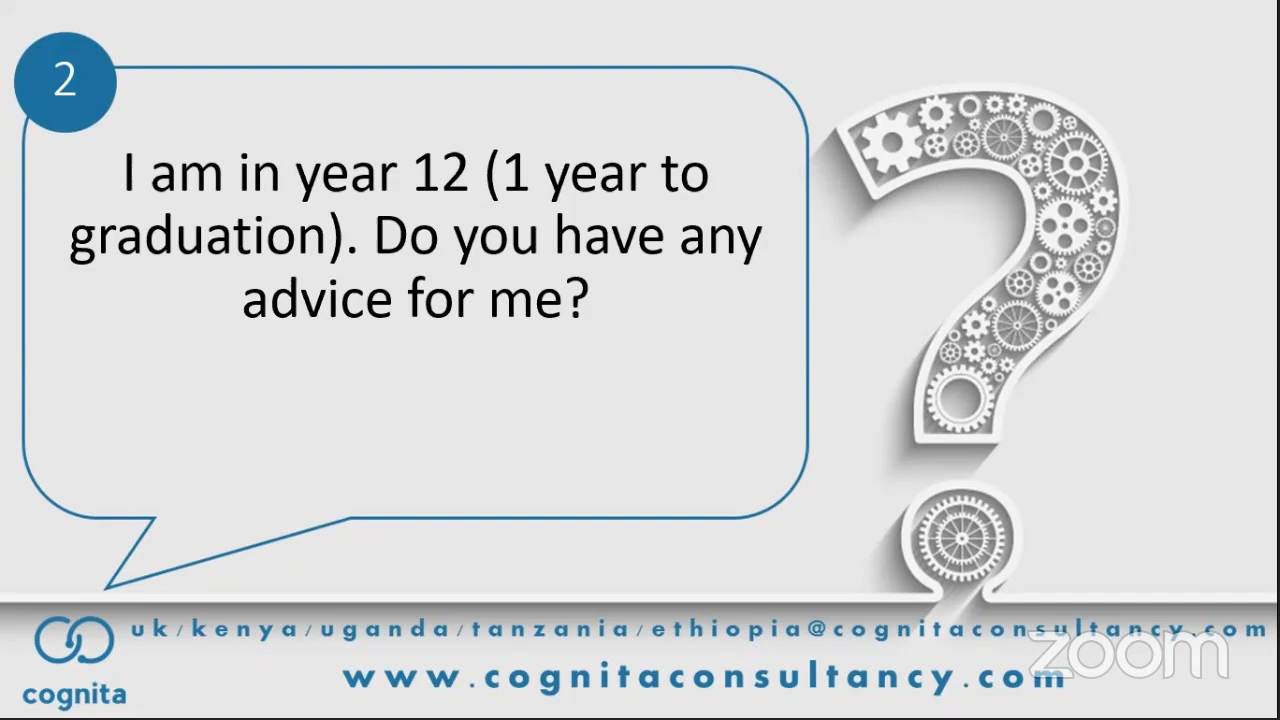 2
I am in year 12 (1 year to
graduation). Do you have any
advice for me?
uk/kenya/uganda/tanzania/ethiopia@cognitaconsultancy.com
www.cognitaconsultancy.com
zoom
cognita